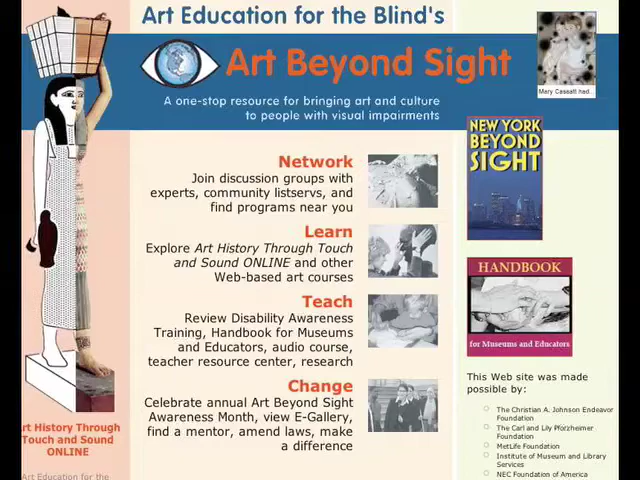 Art Education for the Blind's
Art Beyond Sight
A one-stop resource for bringing art and culture
to people with visual impairments
Mary Cassatt had...
NEW YORK
BEYOND
SIGHT
Network
Join discussion groups with
experts, community listservs, and
find programs near you
Learn
Explore Art History Through Touch
and Sound ONLINE and other
Web-based art courses
Teach
Review Disability Awareness
Training, Handbook for Museums
and Educators, audio course,
teacher resource center, research
Change
Celebrate annual Art Beyond Sight
Awareness Month, view E-Gallery,
find a mentor, amend laws, make
a difference
HANDBOOK
for Museums and Educators
This Web site was made
possible by:
The Christian A. Johnson Endeavor
Foundation
The Carl and Lily Pforzheimer
Foundation
MetLife Foundation
Institute of Museum and Library
Services
NEC Foundation of America
rt History Through
Touch and Sound
ONLINE
Art Education for the